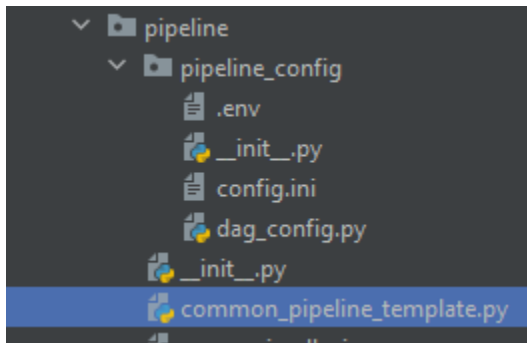 pipeline
pipeline_config
.env
__init__.py
config.ini
dag_config.py
__init__.py
common_pipeline_template.py